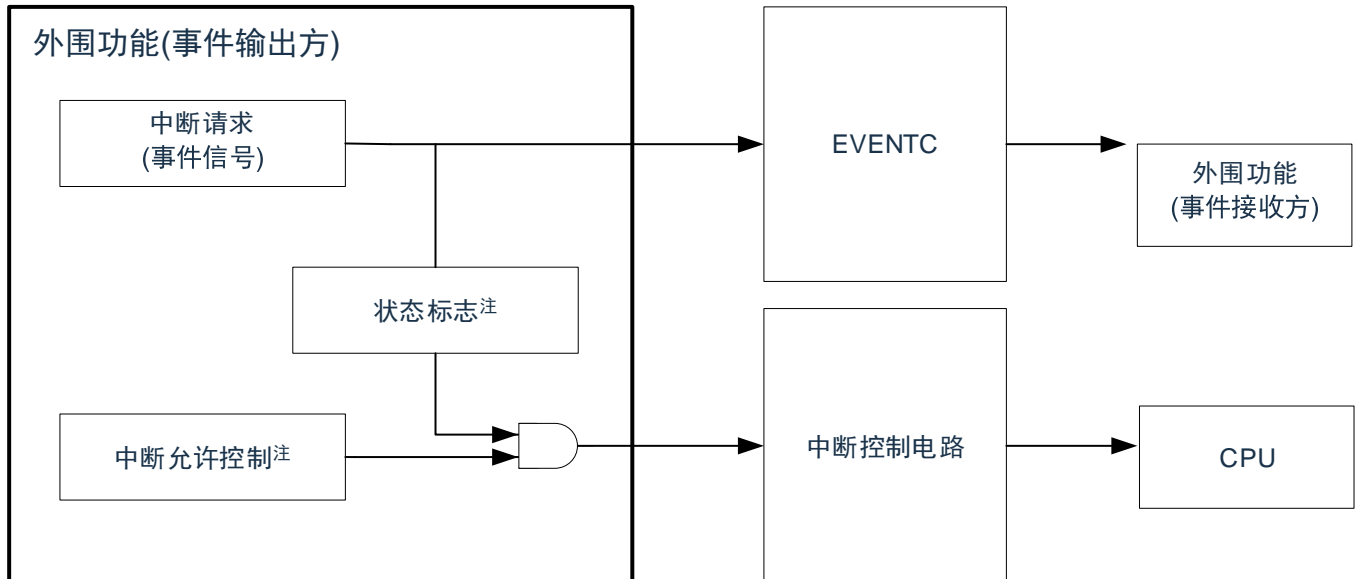 外围功能(事件输出方)
中断请求
(事件信号)
EVENTC
外围功能
(事件接收方)
状态标志注
中断允许控制注
中断控制电路
CPU